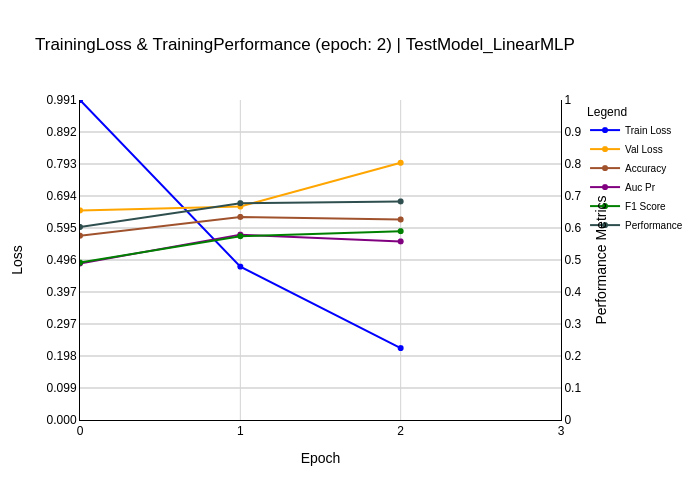 TrainingLoss & TrainingPerformance (epoch: 2) | TestModel_LinearMLP
0.991
0.892
0.793
0.694
0.595
0.496
0.397
0.297
0.198
0.099
0.000
Loss
0
1
2
3
Epoch
1
0.9
0.8
0.7
0.6
0.5
0.4
0.3
0.2
0.1
0
Performance Metrics
Legend
Train Loss
Val Loss
Accuracy
Auc Pr
F1 Score
Performance